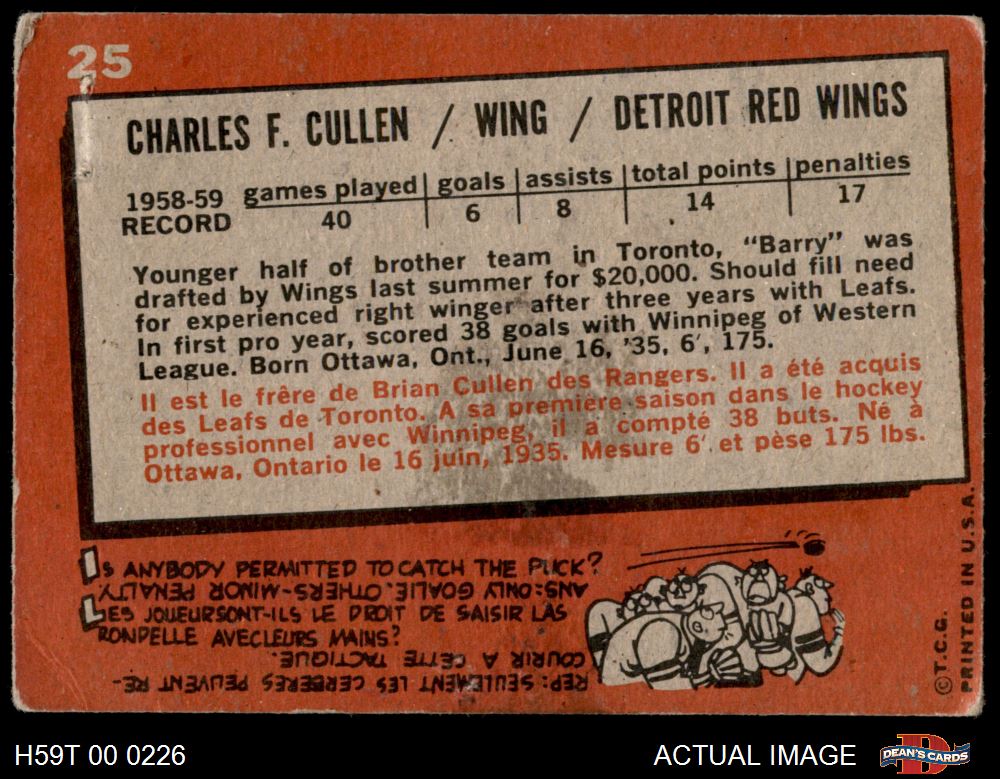 25
CHARLES F. CULLEN / WING / DETROIT RED WINGS
1958-59 RECORD games played | goals | assists | total points | penalties
40 6 8 14 17
Younger half of brother team in Toronto, "Barry" was
drafted by Wings last summer for $20,000. Should fill need
for experienced right winger after three years with Leafs.
In first pro year, scored 38 goals with Winnipeg of Western
League. Born Ottawa, Ont., June 16, '35, 6', 175.
Il est le frêre de Brian Cullen des Rangers. Il a été acquis
des Leafs de Toronto. A sa première saison dans le hockey
professionnel avec Winnipeg, il a compté 38 buts. Né à
Ottawa, Ontario le 16 juin, 1935. Mesure 6' et pèse 175 lbs.
IS ANYBODY PERMITTED TO CATCH THE PUCK?
ANS: ONLY GOALIE. OTHERS-MINOR PENALTY
LES JOUEURSONT-ILS LE DROIT DE SAISIR LAS
RONDELLE AVECLEURS MAINS?
REP: SEULEMENT LES CERBERES PEUVENT RE-
COURIR A CETTE TACTIQUE.
©T.C.G.
PRINTED IN U.S.A.
H59T 00 0226
ACTUAL IMAGE
DEAN'S CARDS